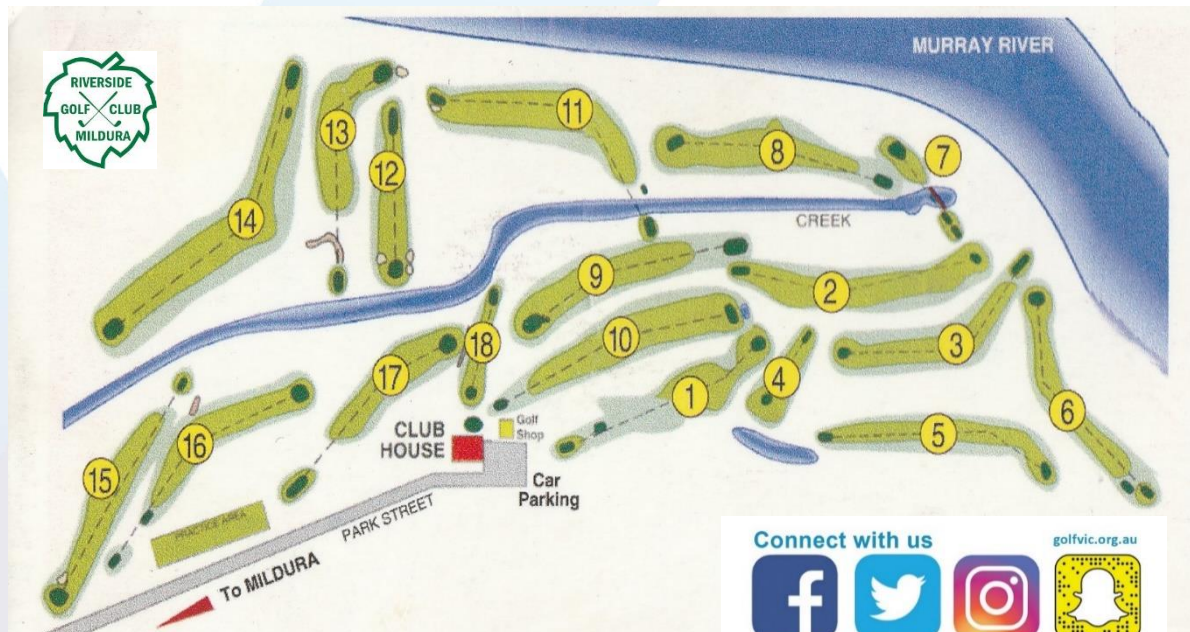 MURRAY RIVER
RIVERSIDE
GOLF CLUB
MILDURA
11
13
12
8
7
14
CREEK
9
2
10
18
3
17
1
4
6
16
5
15
CLUB
HOUSE
Golf
Shop
Car
Parking
PRACTICE AREA
PARK STREET
To MILDURA
Connect with us
golfvic.org.au